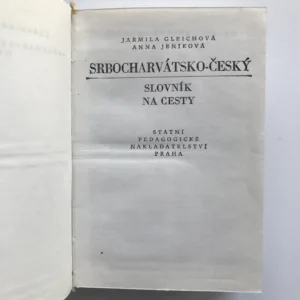 JARMILA GLEICHOVÁ
ANNA JENÍKOVÁ
SRBOCHARVÁTSKO-ČESKÝ
SLOVNÍK
NA CESTY
STÁTNÍ
PEDAGOGICKÉ
NAKLADATELSTVÍ
PRAHA